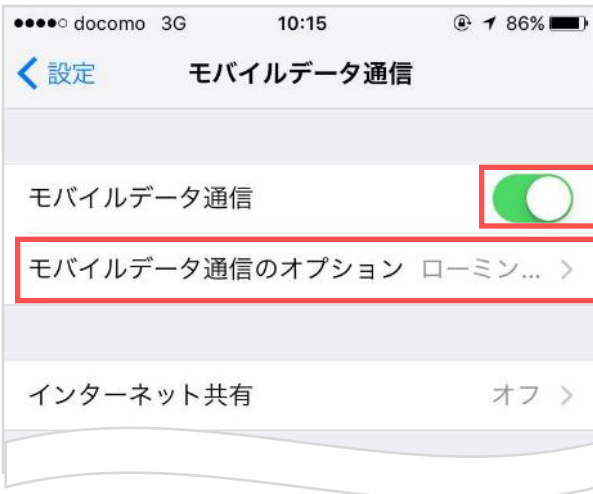 docomo 3G 10:15 86%
設定 モバイルデータ通信
モバイルデータ通信
モバイルデータ通信のオプション ローミン... >
インターネット共有 オフ >